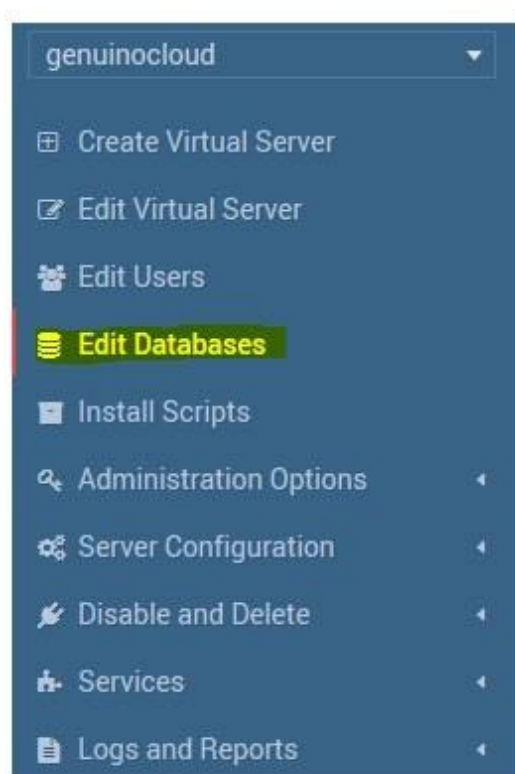 genuinocloud
Create Virtual Server
Edit Virtual Server
Edit Users
Edit Databases
Install Scripts
Administration Options
Server Configuration
Disable and Delete
Services
Logs and Reports